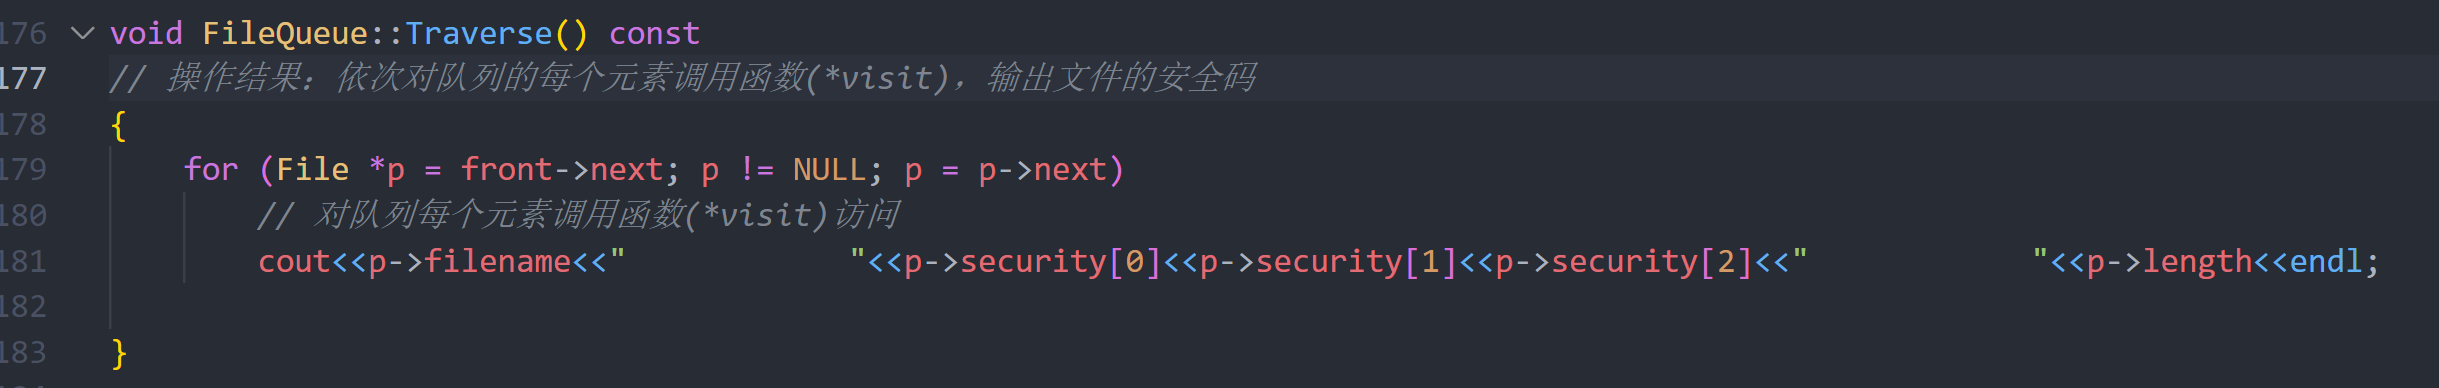 176 void FileQueue::Traverse() const
177 // 操作结果：依次对队列的每个元素调用函数(*visit)，输出文件的安全码
178 {
179     for (File *p = front->next; p != NULL; p = p->next)
180         // 对队列每个元素调用函数(*visit)访问
181         cout<<p->filename<<"            "<<p->security[0]<<p->security[1]<<p->security[2]<<"            "<<p->length<<endl;
182
183 }